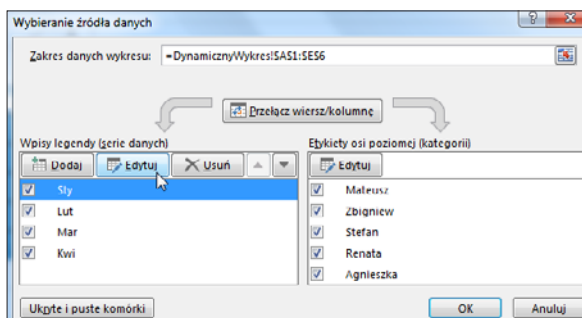 Wybieranie źródła danych
Zakres danych wykresu: =DynamicznyWykres!$A$1:$E$6
Przełącz wiersz/kolumnę
Wpisy legendy (serie danych)
Dodaj Edytuj Usuń
Sty
Lut
Mar
Kwi
Etykiety osi poziomej (kategorii)
Edytuj
Mateusz
Zbigniew
Stefan
Renata
Agnieszka
Ukryte i puste komórki OK Anuluj